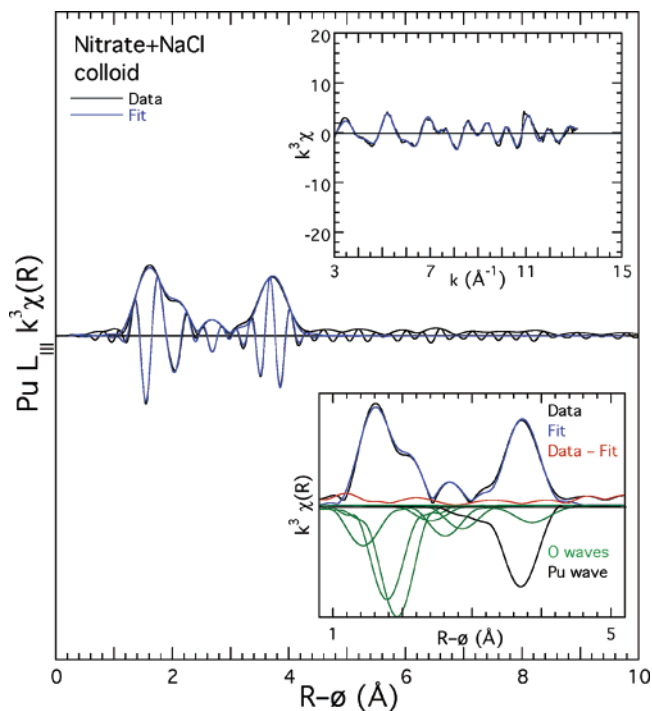 Nitrate+NaCl
colloid
Data
Fit
20
10
0
-10
-20
k³χ
3
7
11
15
k (Å⁻¹)
Pu L_III k³χ(R)
Data
Fit
Data – Fit
k³ χ(R)
O waves
Pu wave
1
5
R-ø (Å)
0
2
4
6
8
10
R-ø (Å)